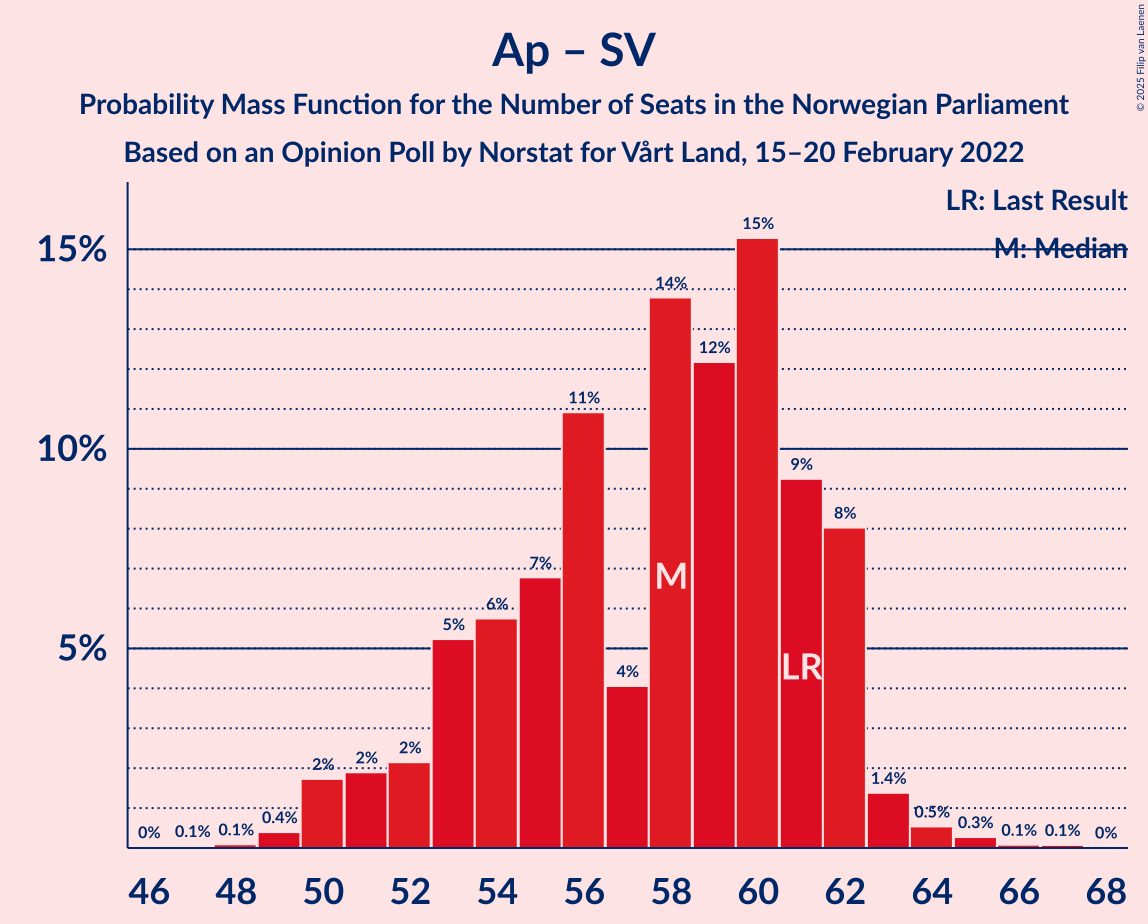 Ap – SV
Probability Mass Function for the Number of Seats in the Norwegian Parliament
Based on an Opinion Poll by Norstat for Vårt Land, 15–20 February 2022
© 2025 Filip van Laenen
LR: Last Result
M: Median
15%
10%
5%
0%
0.1%
0.1%
0.4%
2%
2%
2%
5%
6%
7%
11%
4%
14%
12%
15%
9%
8%
1.4%
0.5%
0.3%
0.1%
0.1%
0%
M
LR
46 48 50 52 54 56 58 60 62 64 66 68